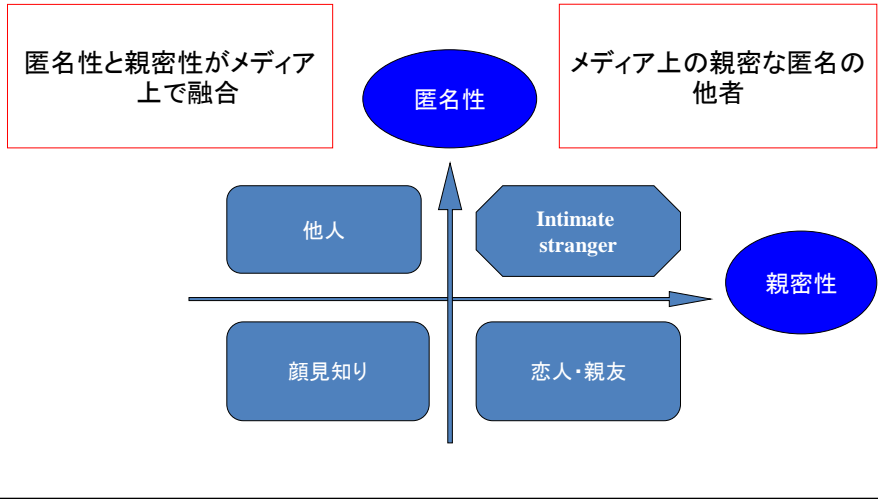 匿名性と親密性がメディア
上で融合
メディア上の親密な匿名の
他者
匿名性
他人
Intimate
stranger
親密性
顔見知り
恋人・親友